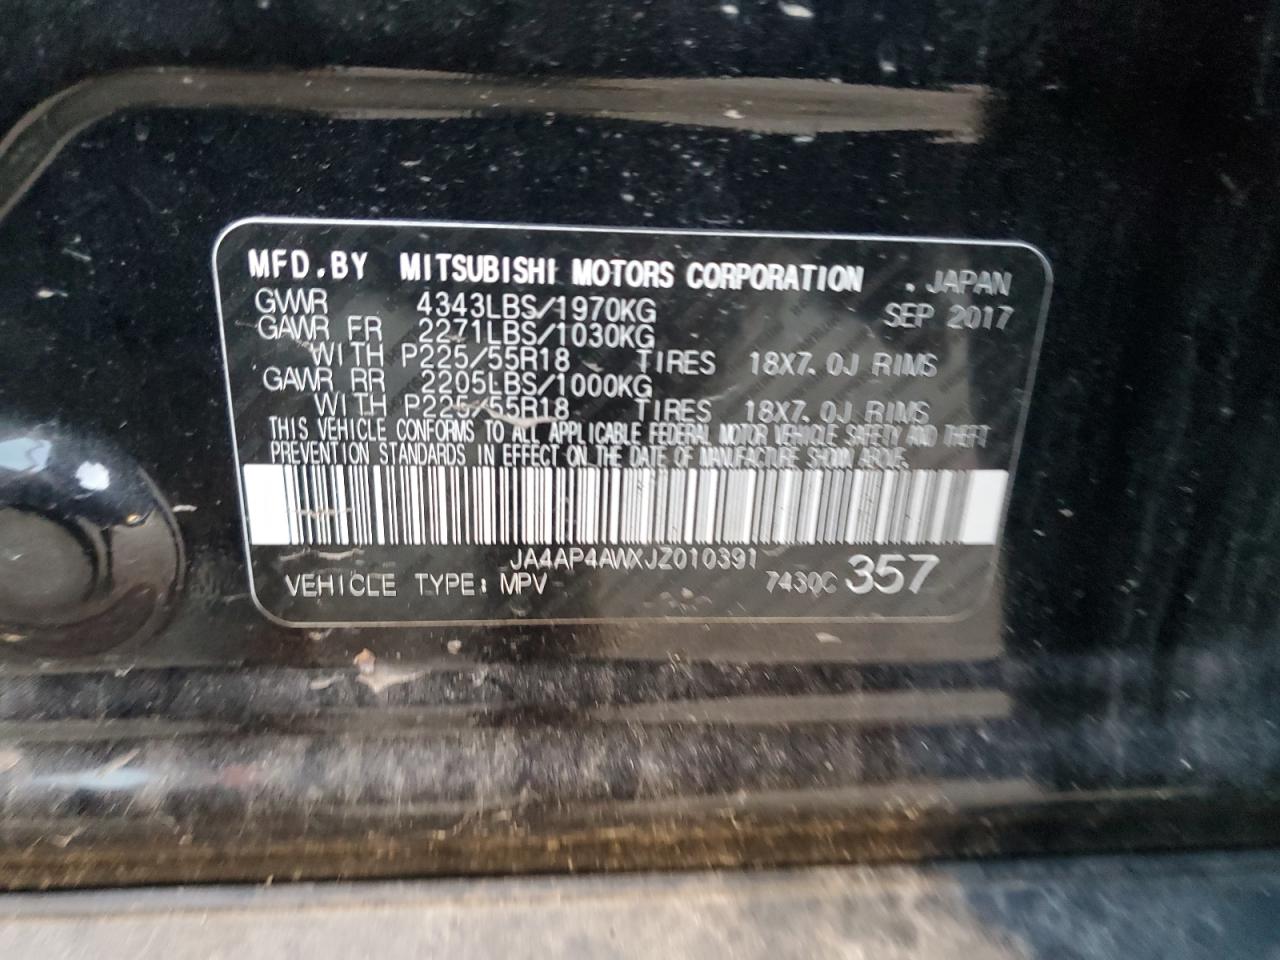 MFD.BY MITSUBISHI MOTORS CORPORATION . JAPAN
GVWR 4343LBS/1970KG SEP 2017
GAWR FR 2271LBS/1030KG
WITH P225/55R18 TIRES 18X7.0J RIMS
GAWR RR 2205LBS/1000KG
WITH P225/55R18 TIRES 18X7.0J RIMS
THIS VEHICLE CONFORMS TO ALL APPLICABLE FEDERAL MOTOR VEHICLE SAFETY AND THEFT
PREVENTION STANDARDS IN EFFECT ON THE DATE OF MANUFACTURE SHOWN ABOVE.
JA4AP4AWXJZ010391
VEHICLE TYPE: MPV 7430C 357